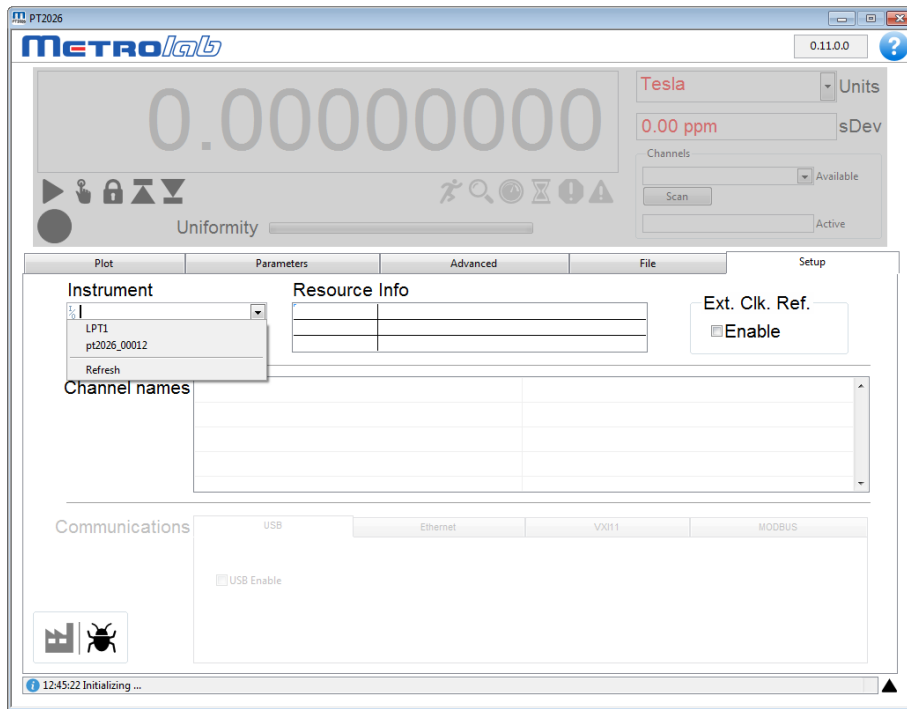 PT2026
METROlab
0.11.0.0
?
0.00000000
Tesla
Units
0.00 ppm
sDev
Channels
Available
Scan
Active
Uniformity
Plot
Parameters
Advanced
File
Setup
Instrument
Resource Info
Ext. Clk. Ref.
Enable
LPT1
pt2026_00012
Refresh
Channel names
Communications
USB
Ethernet
VXI11
MODBUS
USB Enable
12:45:22 Initializing ...